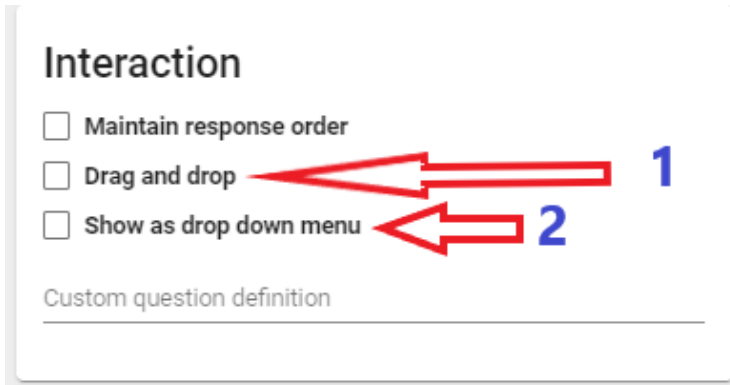 Interaction
Maintain response order
Drag and drop 1
Show as drop down menu 2
Custom question definition